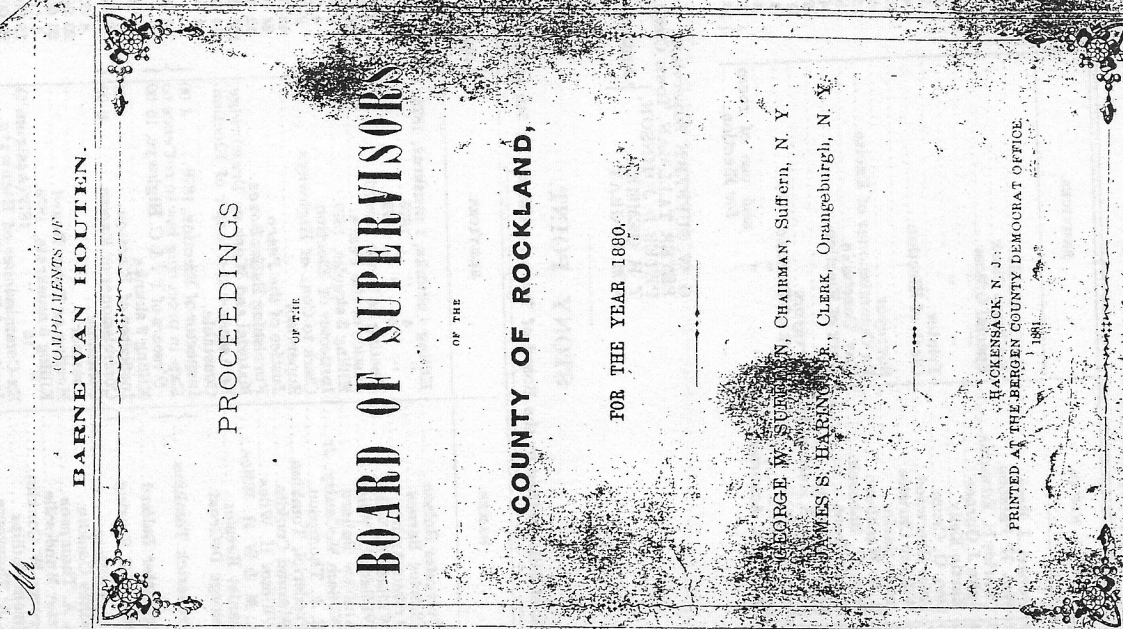 Mr.
COMPLIMENTS OF
BARNE VAN HOUTEN.
PROCEEDINGS
OF THE
BOARD OF SUPERVISORS
OF THE
COUNTY OF ROCKLAND,
FOR THE YEAR 1880.
GEORGE W. SUFFERN, CHAIRMAN, Suffern, N. Y
JAMES S. HARING, JR., CLERK, Orangeburgh, N. Y.
HACKENSACK, N. J.:
PRINTED AT THE BERGEN COUNTY DEMOCRAT OFFICE.
1881.